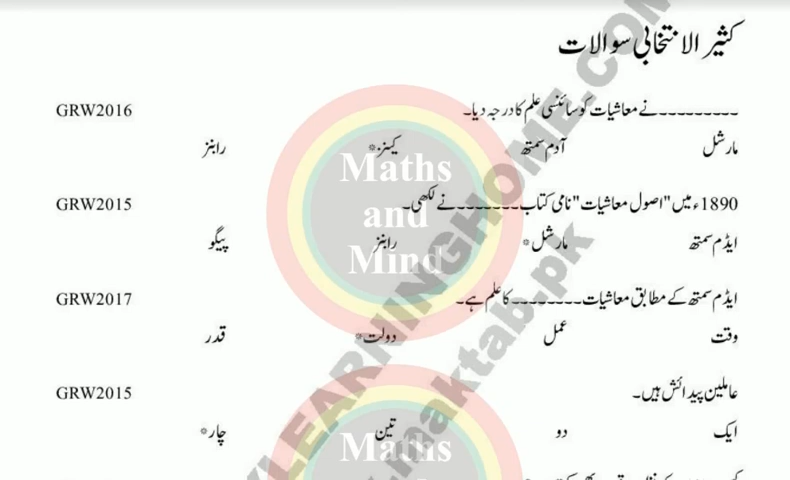 کثیر الانتخابی سوالات
---------- نے معاشیات کو سائنسی علم کا درجہ دیا۔ GRW2016
مارشل آدم سمتھ کینز* رابنز
1890ء میں "اصول معاشیات" نامی کتاب ------- نے لکھی۔ GRW2015
ایڈم سمتھ مارشل* رابنز پیگو
ایڈم سمتھ کے مطابق معاشیات --------- کا علم ہے۔ GRW2017
وقت عمل دولت* قدر
عاملین پیدائش ہیں۔ GRW2015
ایک دو تین چار*
Maths
and
Mind
Maths
LEARNINGHOME.COM
maktab.pk